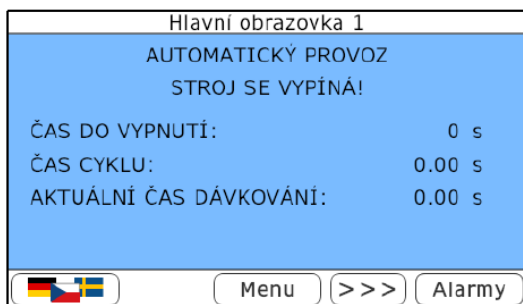 Hlavní obrazovka 1
AUTOMATICKÝ PROVOZ
STROJ SE VYPÍNÁ!
ČAS DO VYPNUTÍ: 0 s
ČAS CYKLU: 0.00 s
AKTUÁLNÍ ČAS DÁVKOVÁNÍ: 0.00 s
Menu >>> Alarmy